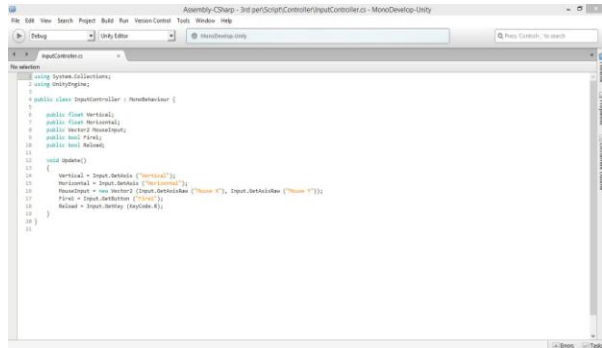 Assembly-CSharp - 3rd per\Script\Controller\InputController.cs - MonoDevelop-Unity
File Edit View Search Project Build Run Version Control Tools Window Help
Debug
Unity Editor
MonoDevelop-Unity
Press 'Control+,' to search
InputController.cs
No selection
1 using System.Collections;
2 using UnityEngine;
3
4 public class InputController : MonoBehaviour {
5
6 public float Vertical;
7 public float Horizontal;
8 public Vector2 MouseInput;
9 public bool Fire1;
10 public bool Reload;
11
12 void Update()
13 {
14 Vertical = Input.GetAxis ("Vertical");
15 Horizontal = Input.GetAxis ("Horizontal");
16 MouseInput = new Vector2 (Input.GetAxisRaw ("Mouse X"), Input.GetAxisRaw ("Mouse Y"));
17 Fire1 = Input.GetButton ("Fire1");
18 Reload = Input.GetKey (KeyCode.R);
19 }
20 }
21
Errors Tasks